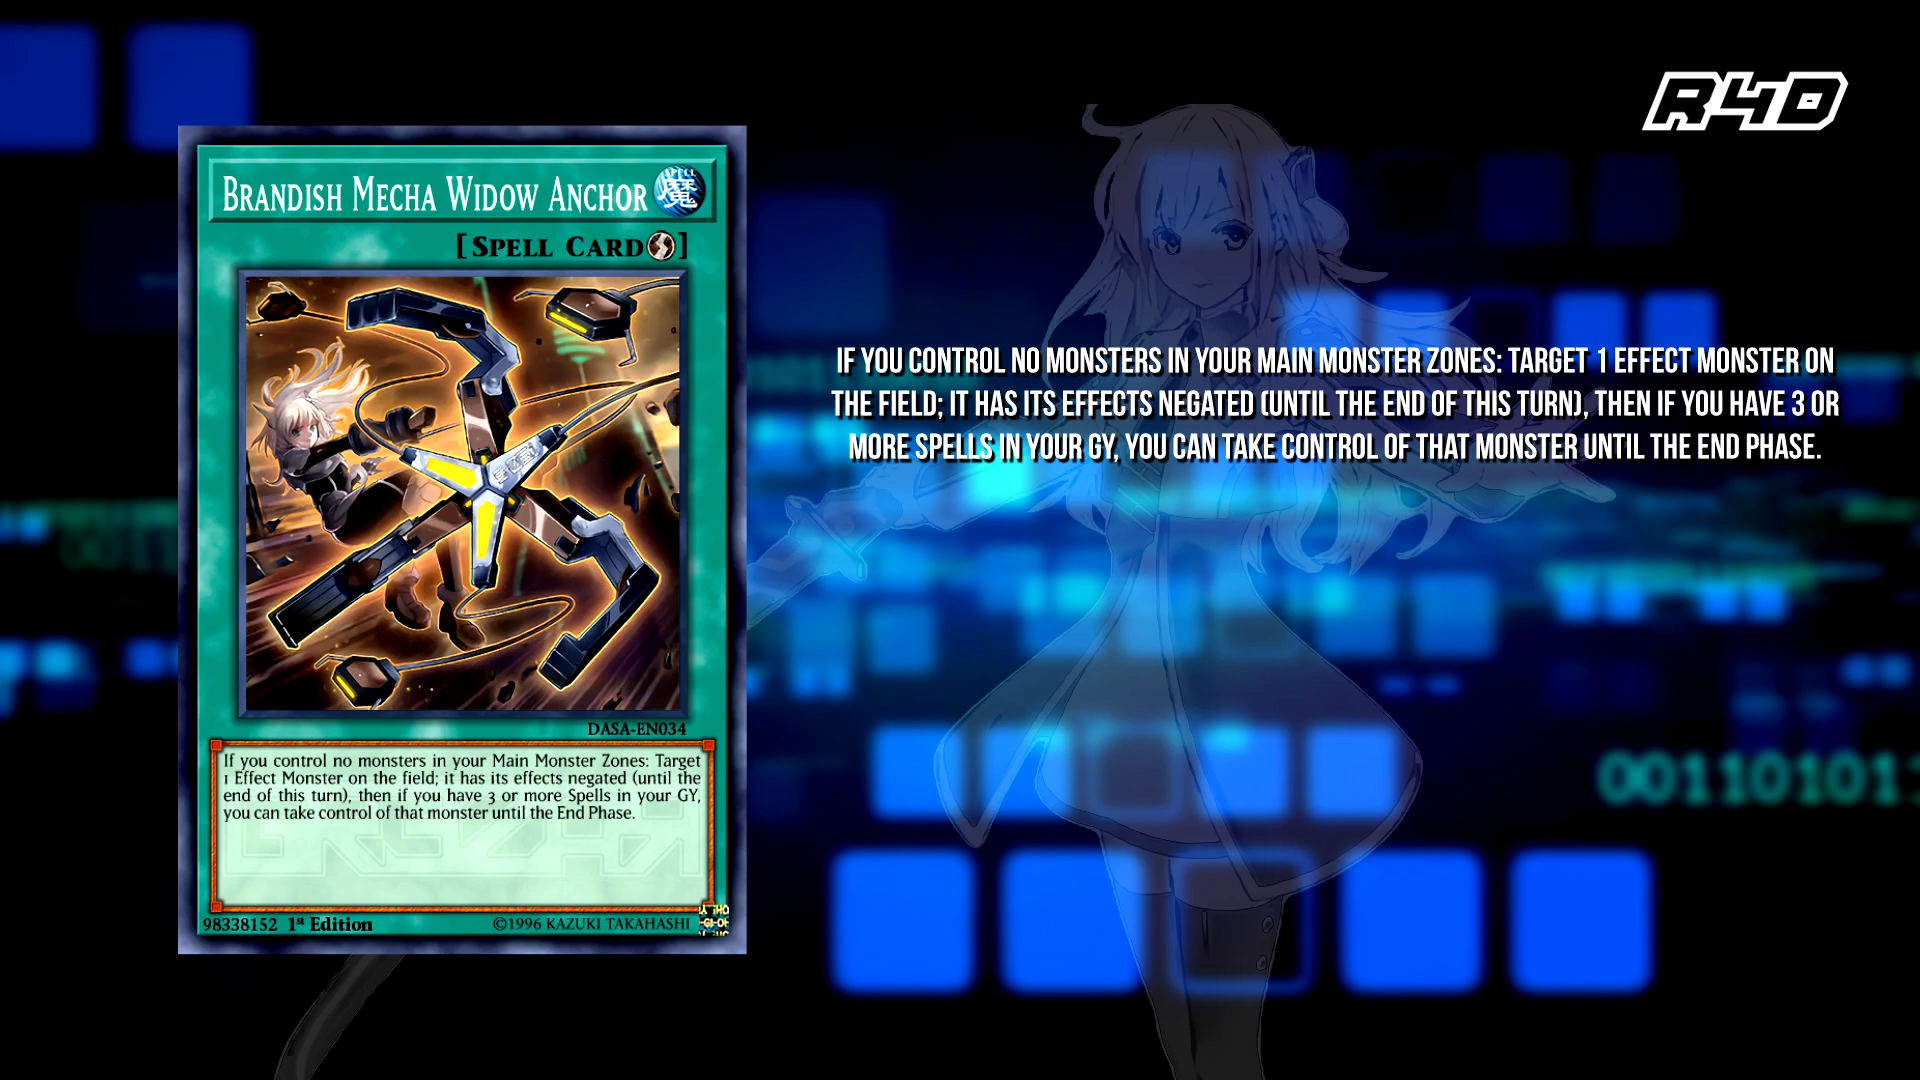 R4D
Brandish Mecha Widow Anchor
SPELL
魔
[Spell Card]
DASA-EN034
If you control no monsters in your Main Monster Zones: Target
1 Effect Monster on the field; it has its effects negated (until the
end of this turn), then if you have 3 or more Spells in your GY,
you can take control of that monster until the End Phase.
98338152 1st Edition
©1996 KAZUKI TAKAHASHI
IF YOU CONTROL NO MONSTERS IN YOUR MAIN MONSTER ZONES: TARGET 1 EFFECT MONSTER ON
THE FIELD; IT HAS ITS EFFECTS NEGATED (UNTIL THE END OF THIS TURN), THEN IF YOU HAVE 3 OR
MORE SPELLS IN YOUR GY, YOU CAN TAKE CONTROL OF THAT MONSTER UNTIL THE END PHASE.
001101011